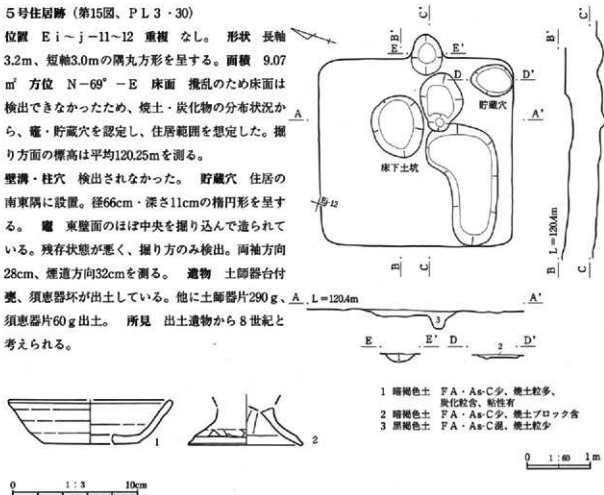 5号住居跡（第15図、PL3・30）
位置　Ei～j－11～12　重複　なし。　形状　長軸
3.2m、短軸3.0mの隅丸方形を呈する。面積　9.07
㎡　方位　N－69°－E　床面　攪乱のため床面は
検出できなかったため、焼土・炭化物の分布状況か
ら、竈・貯蔵穴を認定し、住居範囲を想定した。掘
り方面の標高は平均120.25mを測る。
壁溝・柱穴　検出されなかった。　貯蔵穴　住居の
南東隅に設置。径66cm・深さ11cmの楕円形を呈す
る。　竈　東壁面のほぼ中央を掘り込んで造られて
いる。残存状態が悪く、掘り方のみ検出。両袖方向
28cm、煙道方向32cmを測る。　遺物　土師器台付
甕、須恵器坏が出土している。他に土師器片290g、
須恵器片60g出土。　所見　出土遺物から8世紀と
考えられる。
B'
C'
E
E'
D
D'
貯蔵穴
A
A'
床下土坑
B
C
B'
C'
L=120.4m
B
C
A
L=120.4m
A'
3
E
E'
D
2
D'
1　暗褐色土　FA・As-C少、焼土粒多、
炭化粒含、粘性有
2　暗褐色土　FA・As-C少、焼土ブロック含
3　黒褐色土　FA・As-C混、焼土粒少
0　1:60　1m
1
2
0　1:3　10cm